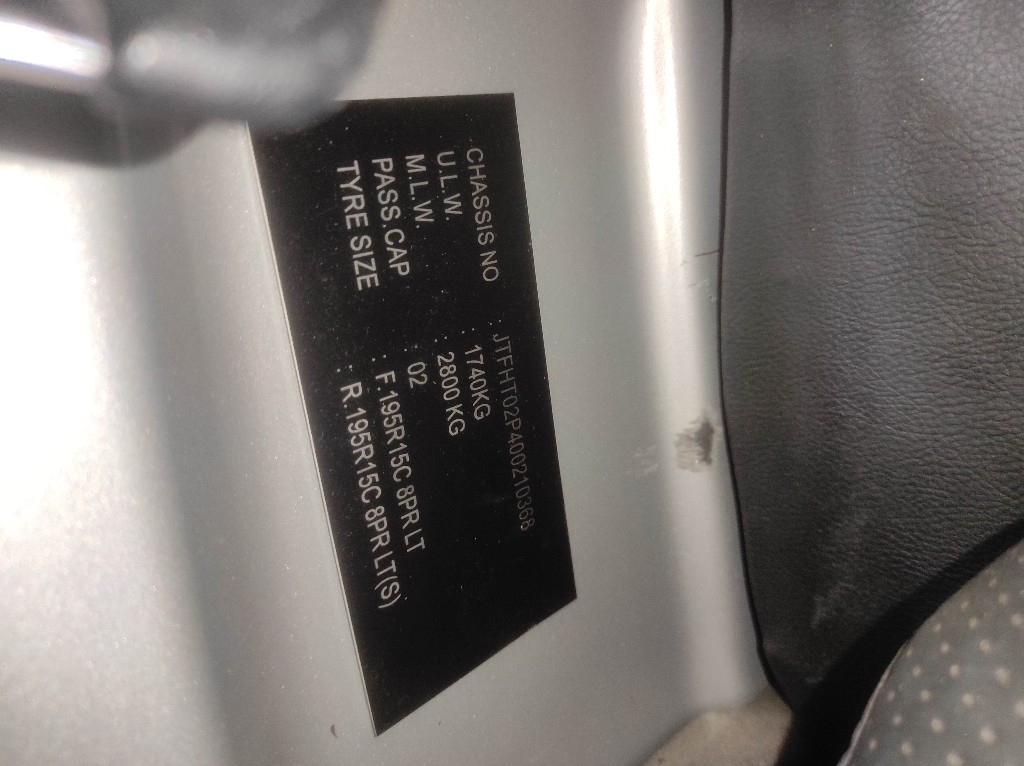 CHASSIS NO : JTFHT02P400210368
U.L.W. : 1740KG
M.L.W. : 2800 KG
PASS.CAP : 02
TYRE SIZE : F.195R15C 8PR LT
: R.195R15C 8PR LT(S)